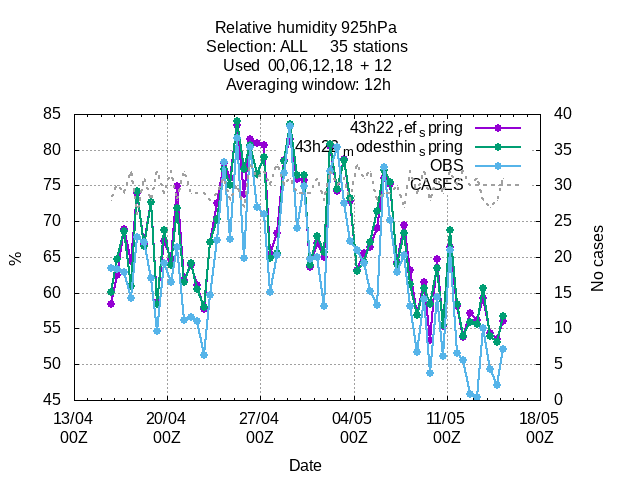 Relative humidity 925hPa
Selection: ALL 35 stations
Used 00,06,12,18 + 12
Averaging window: 12h
85 40
43h22_ref_spring
80 35
43h22_modesthin_spring
OBS
75 30
CASES
70 25
65 20
60 15
55 10
50 5
45 0
%
No cases
13/04 20/04 27/04 04/05 11/05 18/05
00Z 00Z 00Z 00Z 00Z 00Z
Date